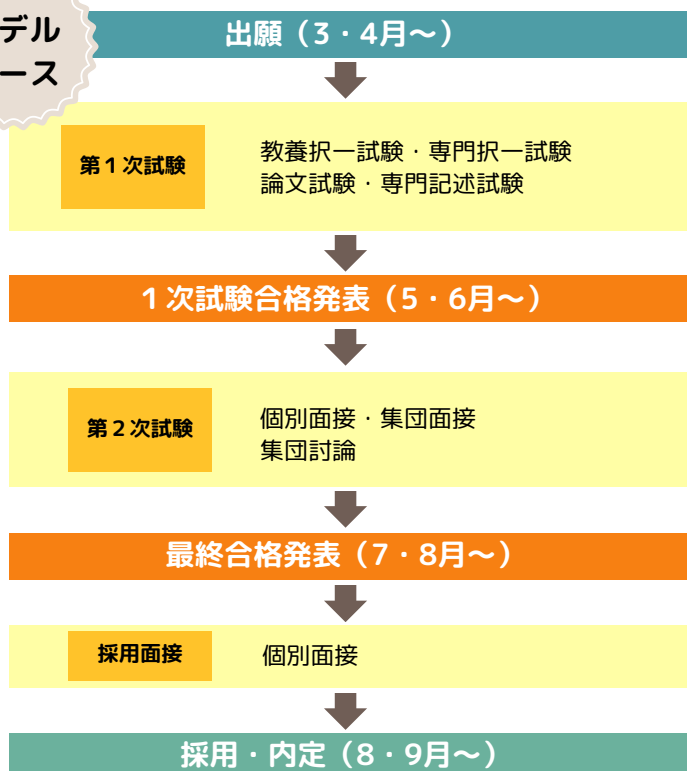 デル
ース
出願（3・4月〜）
第１次試験
教養択一試験・専門択一試験
論文試験・専門記述試験
１次試験合格発表（5・6月〜）
第２次試験
個別面接・集団面接
集団討論
最終合格発表（7・8月〜）
採用面接
個別面接
採用・内定（8・9月〜）